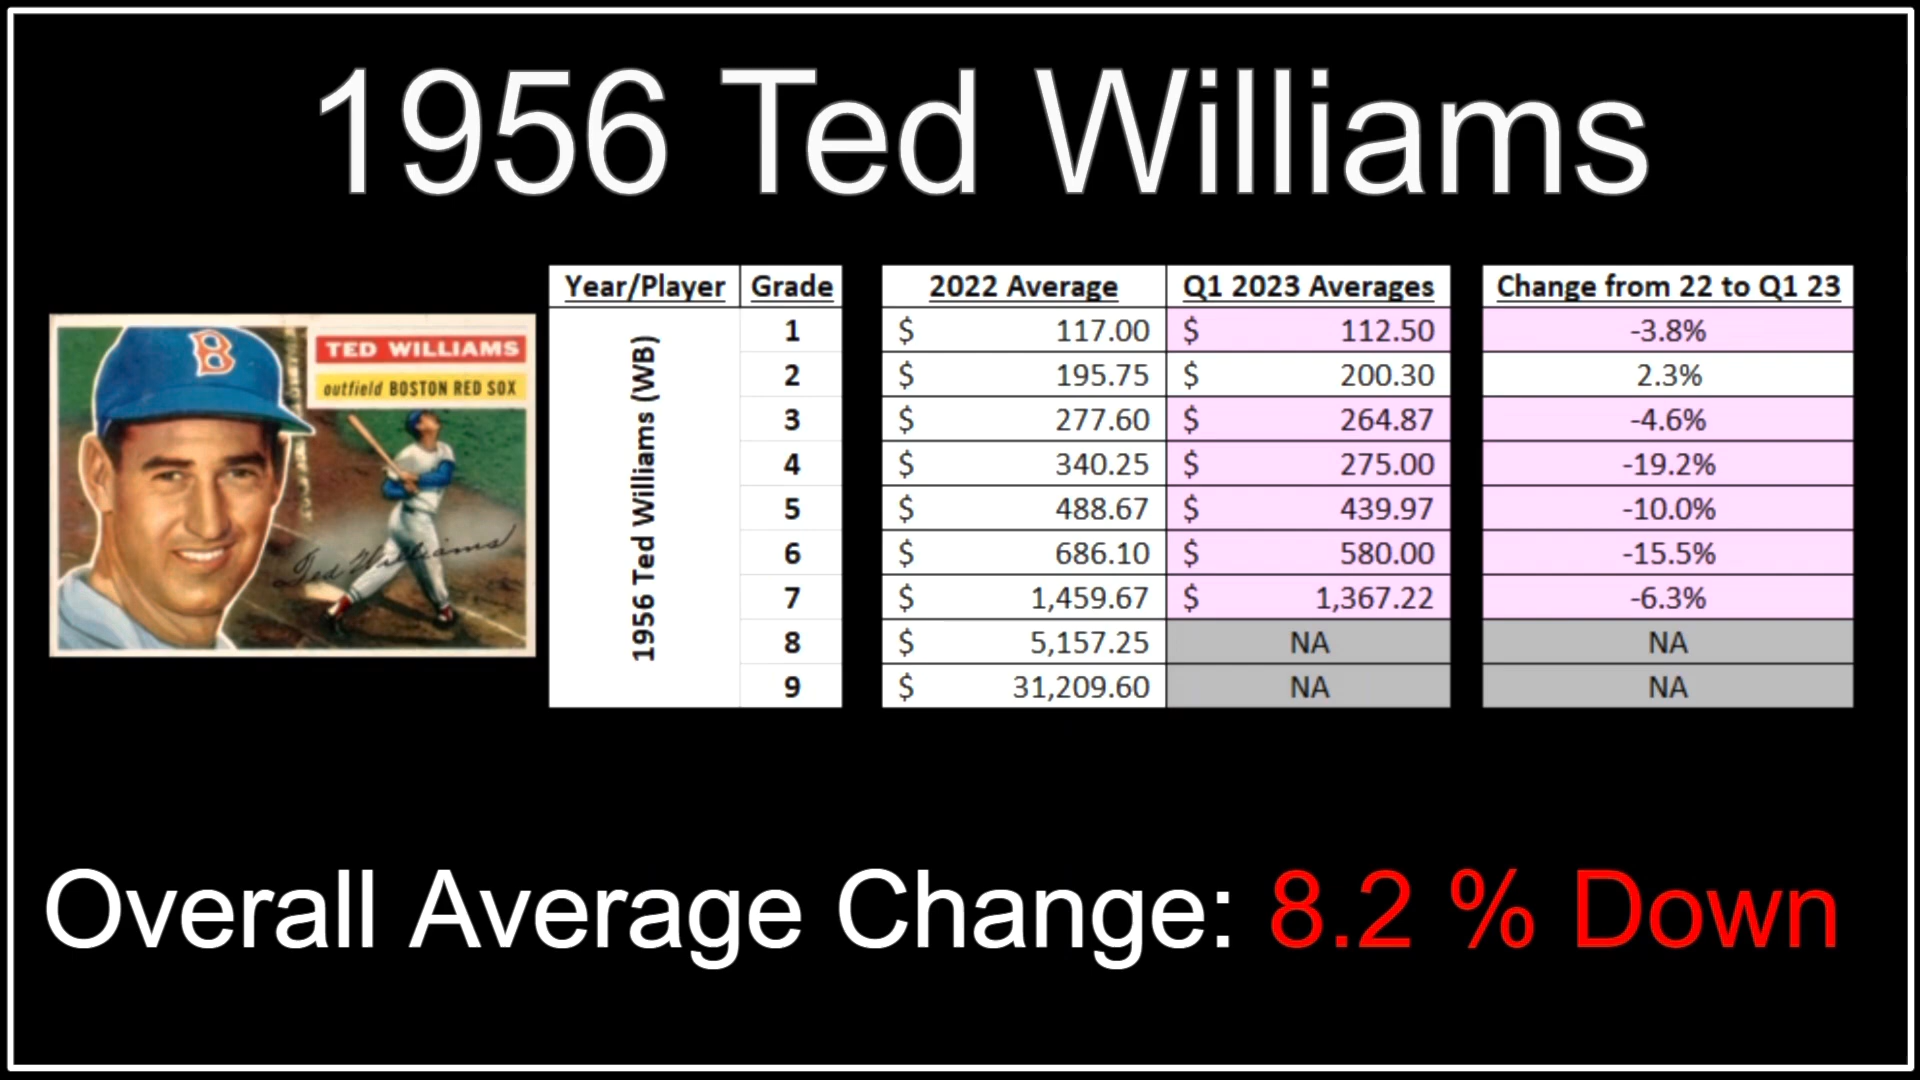 1956 Ted Williams
B
TED WILLIAMS
outfield BOSTON RED SOX
Ted Williams
Year/Player Grade 2022 Average Q1 2023 Averages Change from 22 to Q1 23
1956 Ted Williams (WB)
1 $ 117.00 $ 112.50 -3.8%
2 $ 195.75 $ 200.30 2.3%
3 $ 277.60 $ 264.87 -4.6%
4 $ 340.25 $ 275.00 -19.2%
5 $ 488.67 $ 439.97 -10.0%
6 $ 686.10 $ 580.00 -15.5%
7 $ 1,459.67 $ 1,367.22 -6.3%
8 $ 5,157.25 NA NA
9 $ 31,209.60 NA NA
Overall Average Change: 8.2 % Down